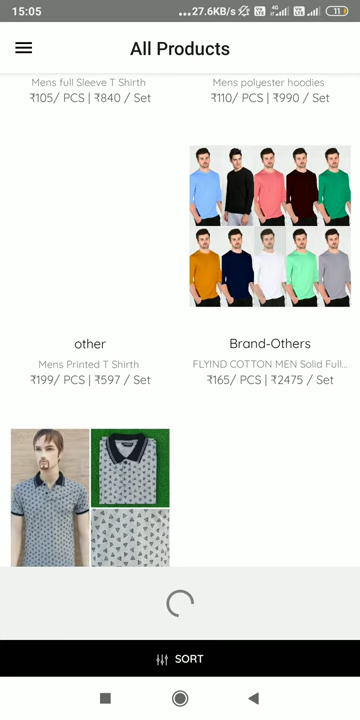 15:05 ...27.6KB/s 4G 11
All Products
Mens full Sleeve T Shirth
₹105/ PCS | ₹840 / Set
Mens polyester hoodies
₹110/ PCS | ₹990 / Set
other
Mens Printed T Shirth
₹199/ PCS | ₹597 / Set
Brand-Others
FLYIND COTTON MEN Solid Full...
₹165/ PCS | ₹2475 / Set
SORT